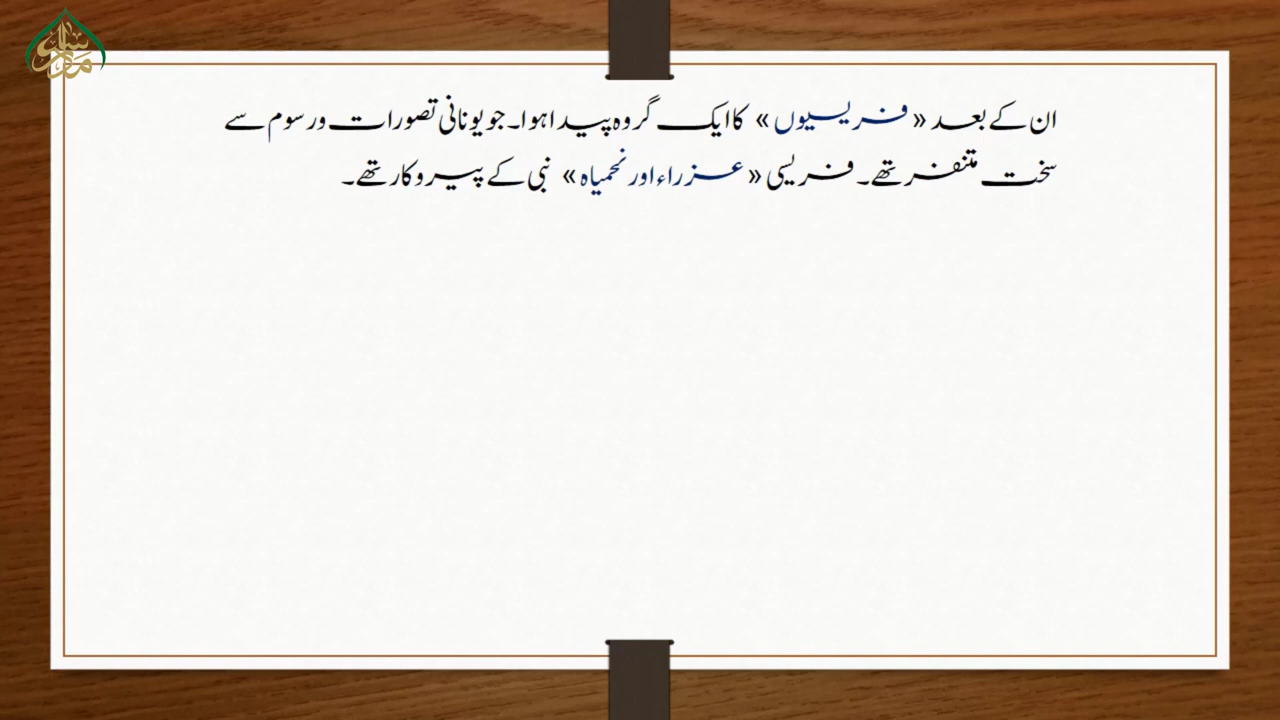 ان کے بعد «فریسیوں» کا ایک گروہ پیدا ہوا۔ جو یونانی تصورات ورسوم سے
سخت متنفر تھے۔ فریسی «عزراء اور نحمیاہ» نبی کے پیروکار تھے۔